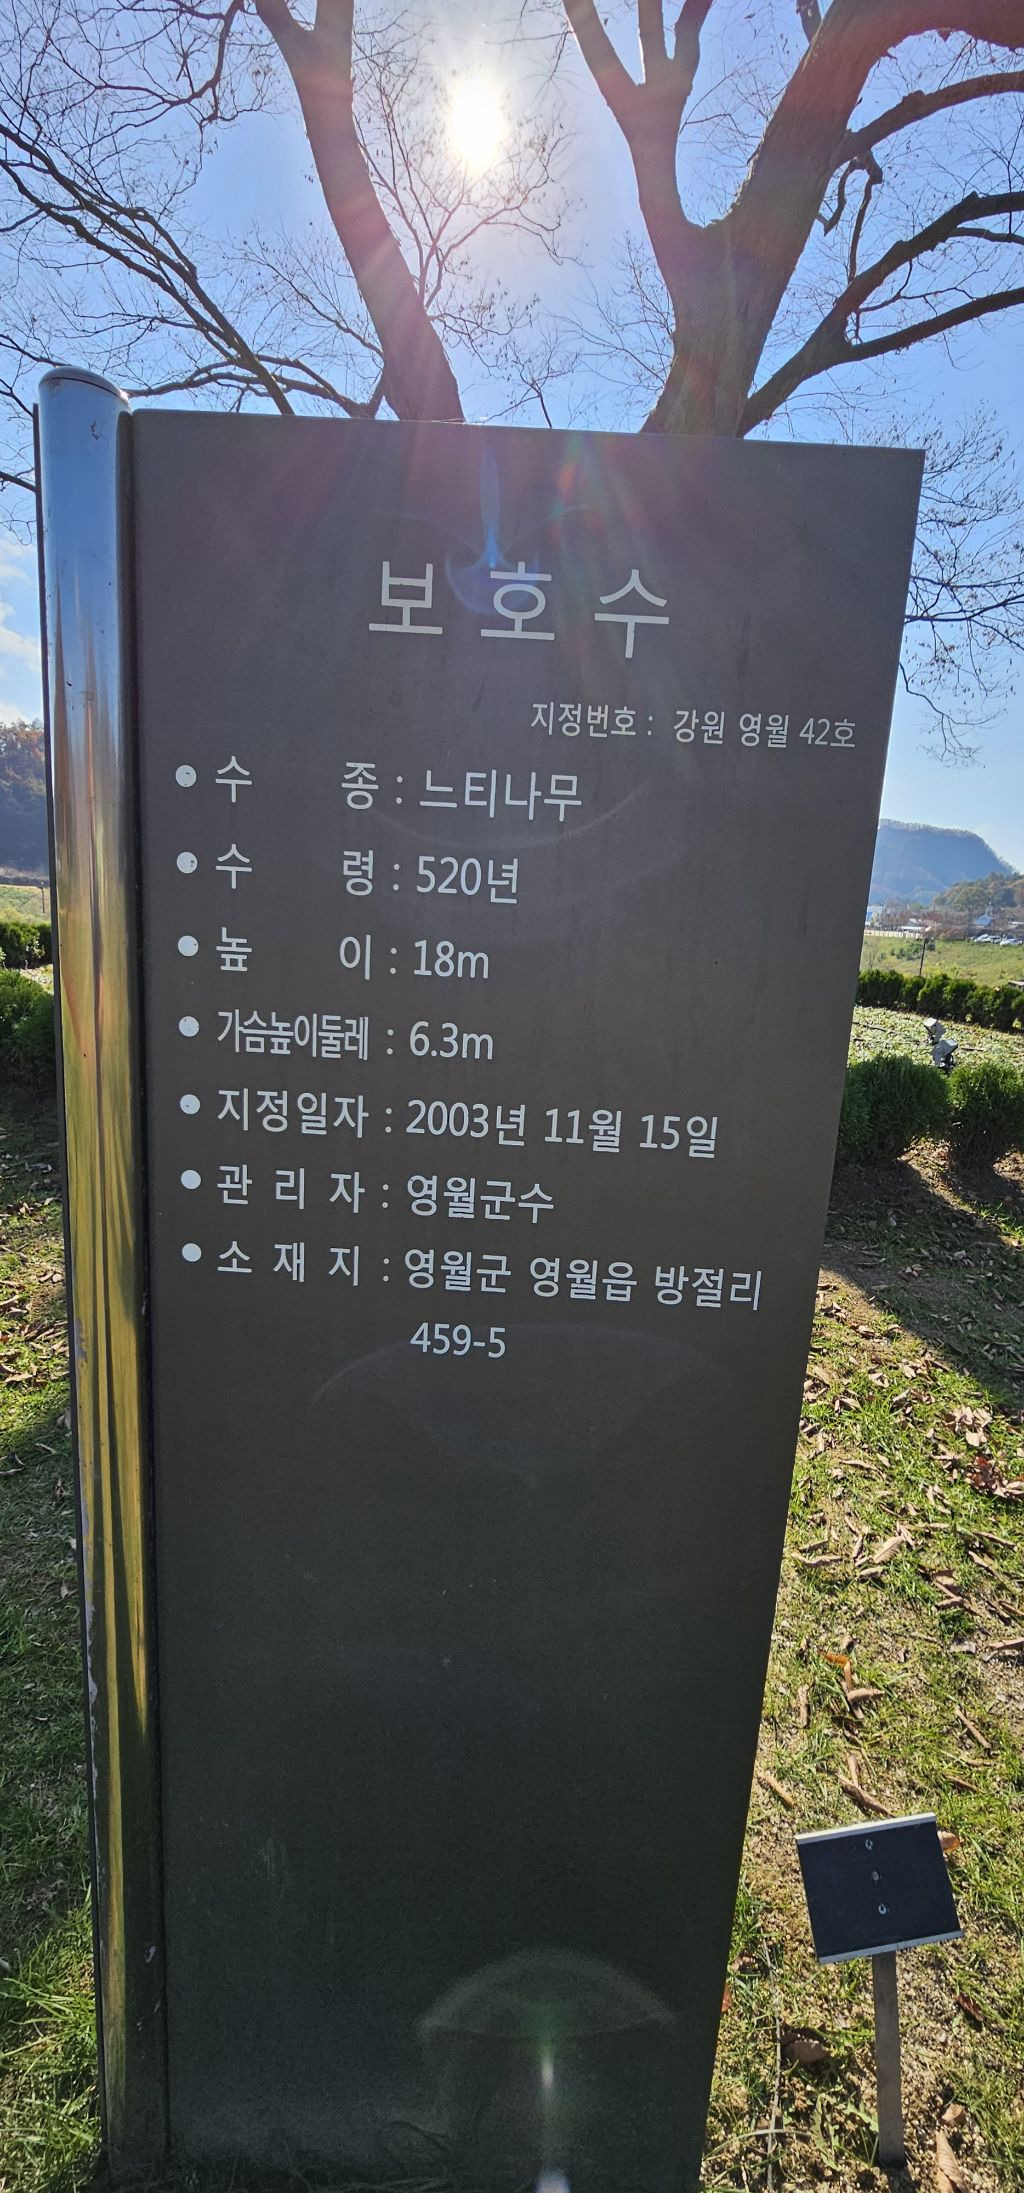 보호수
지정번호 : 강원 영월 42호
● 수 종 : 느티나무
● 수 령 : 520년
● 높 이 : 18m
● 가슴높이둘레 : 6.3m
● 지정일자 : 2003년 11월 15일
● 관 리 자 : 영월군수
● 소 재 지 : 영월군 영월읍 방절리
459-5